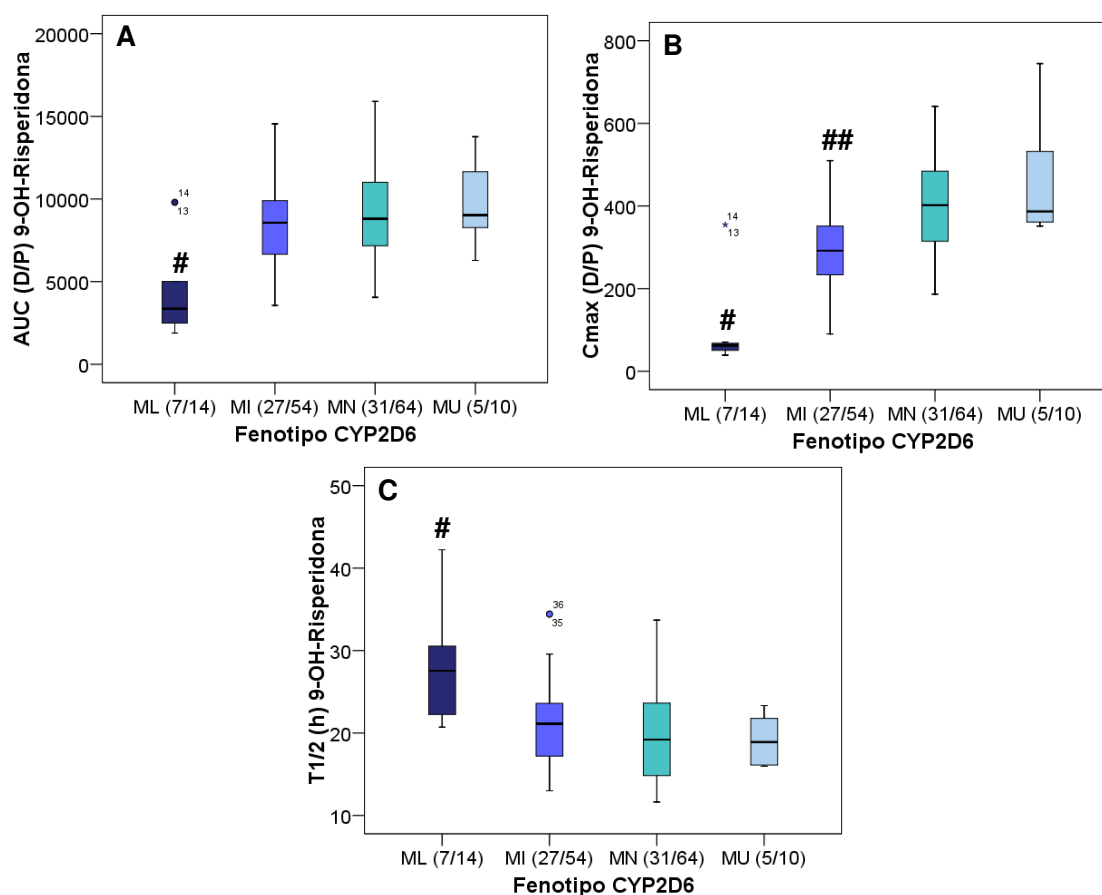 A
AUC (D/P) 9-OH-Risperidona
20000
15000
10000
5000
0
14
13
#
ML (7/14) MI (27/54) MN (31/64) MU (5/10)
Fenotipo CYP2D6
B
Cmax (D/P) 9-OH-Risperidona
800
600
400
200
0
14
13
#
##
ML (7/14) MI (27/54) MN (31/64) MU (5/10)
Fenotipo CYP2D6
C
T1/2 (h) 9-OH-Risperidona
50
40
30
20
10
#
36
35
ML (7/14) MI (27/54) MN (31/64) MU (5/10)
Fenotipo CYP2D6